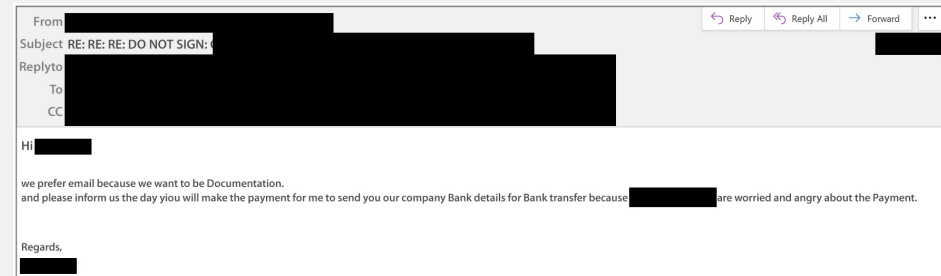 From
Reply Reply All Forward ...
Subject RE: RE: RE: DO NOT SIGN:
Replyto
To
CC
Hi
we prefer email because we want to be Documentation.
and please inform us the day yiou will make the payment for me to send you our company Bank details for Bank transfer because are worried and angry about the Payment.
Regards,